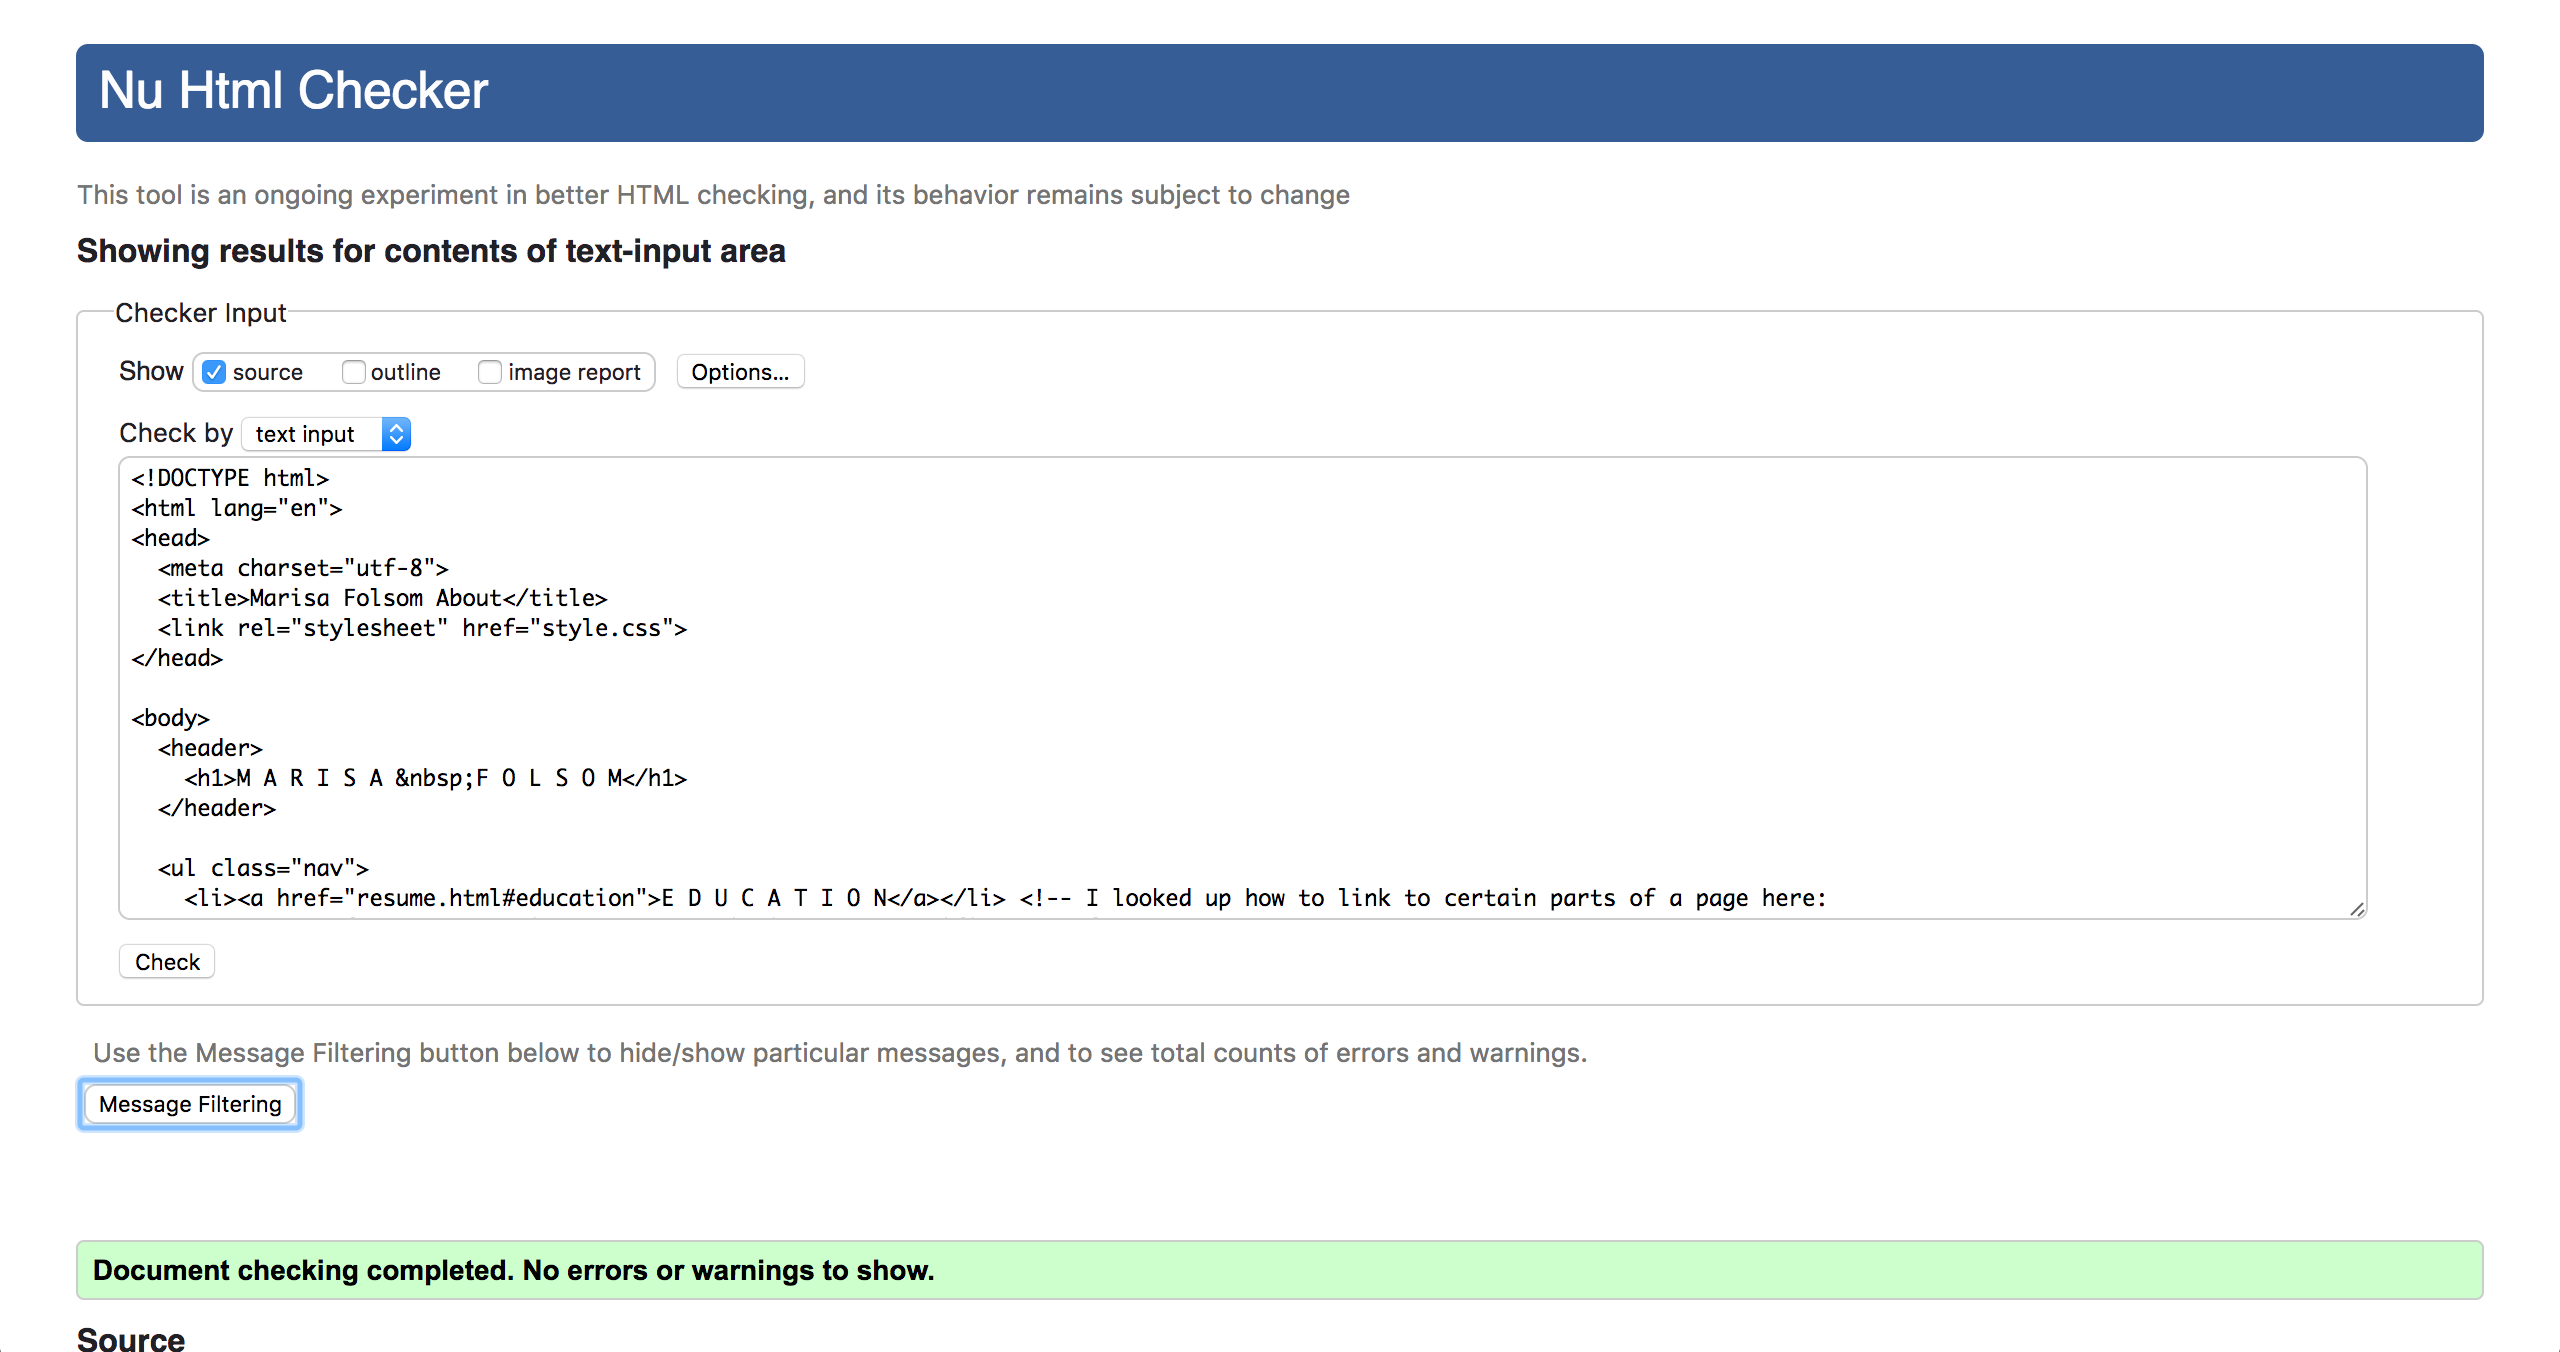 Nu Html Checker
This tool is an ongoing experiment in better HTML checking, and its behavior remains subject to change
Showing results for contents of text-input area
Checker Input
Show source outline image report Options...
Check by text input
<!DOCTYPE html>
<html lang="en">
<head>
  <meta charset="utf-8">
  <title>Marisa Folsom About</title>
  <link rel="stylesheet" href="style.css">
</head>
<body>
  <header>
    <h1>M A R I S A &nbsp;F O L S O M</h1>
  </header>
  <ul class="nav">
    <li><a href="resume.html#education">E D U C A T I O N</a></li> <!-- I looked up how to link to certain parts of a page here:
Check
Use the Message Filtering button below to hide/show particular messages, and to see total counts of errors and warnings.
Message Filtering
Document checking completed. No errors or warnings to show.
Source